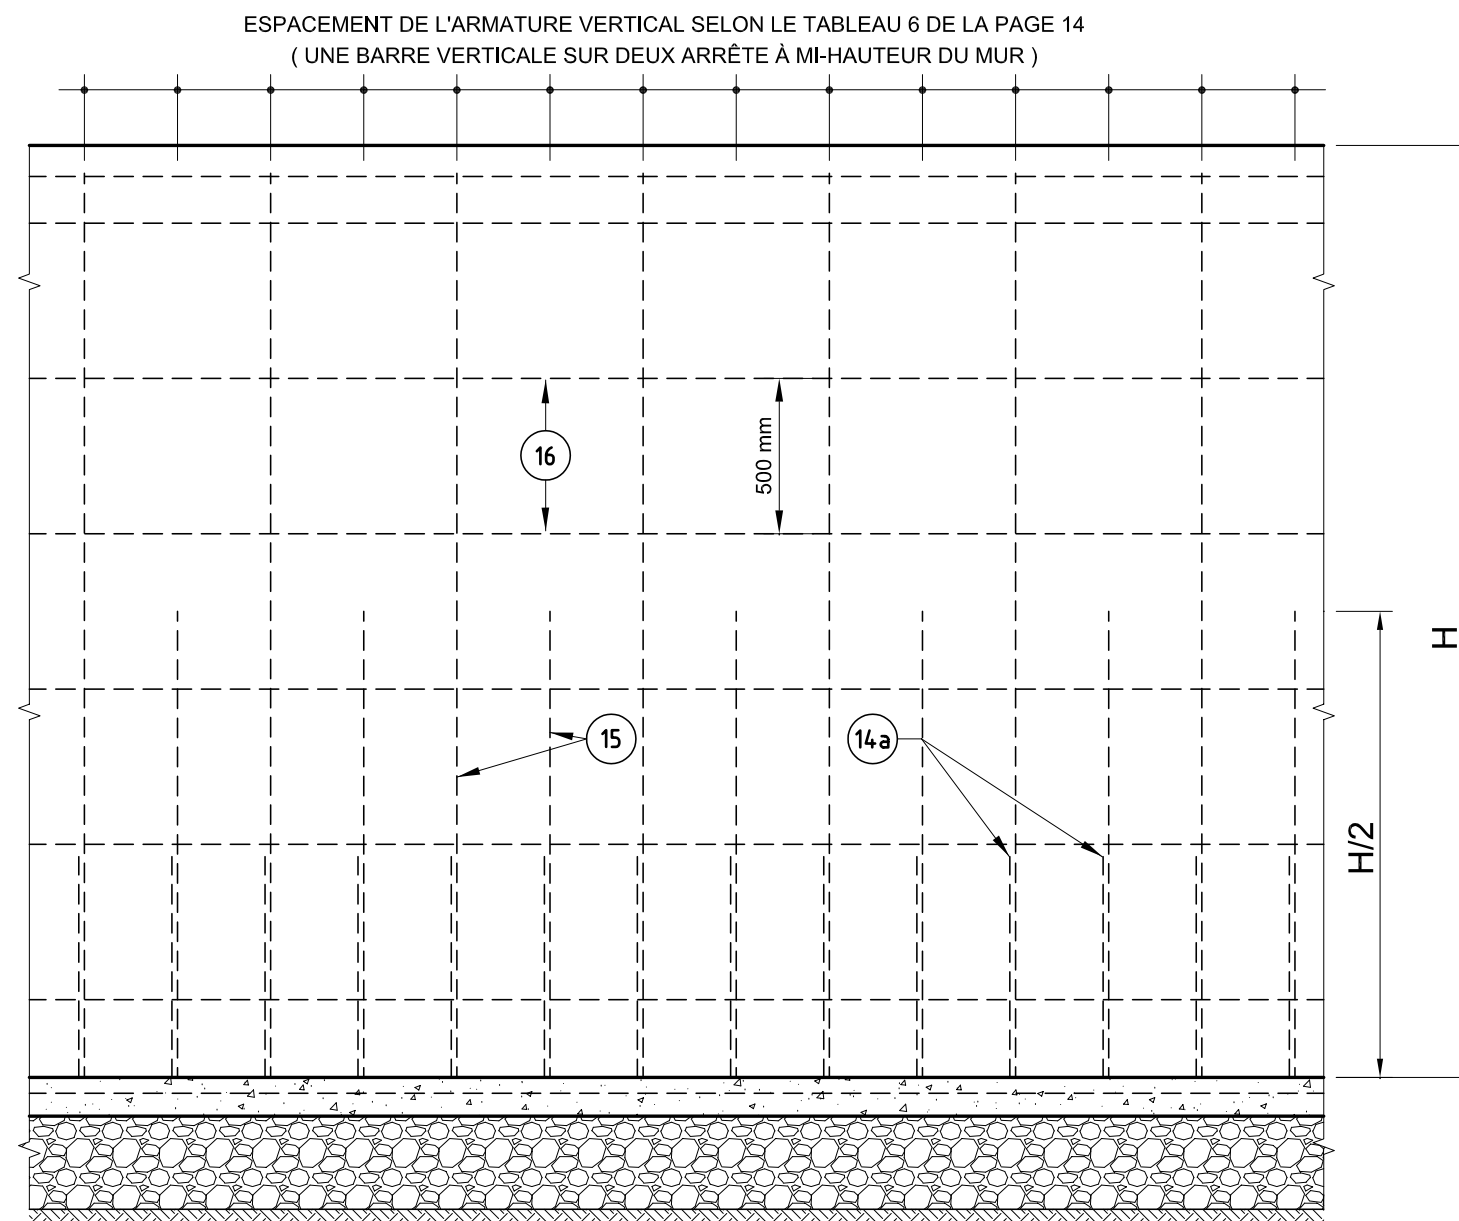 ESPACEMENT DE L'ARMATURE VERTICAL SELON LE TABLEAU 6 DE LA PAGE 14
( UNE BARRE VERTICALE SUR DEUX ARRÊTE À MI-HAUTEUR DU MUR )
16
500 mm
H
15
14a
H/2